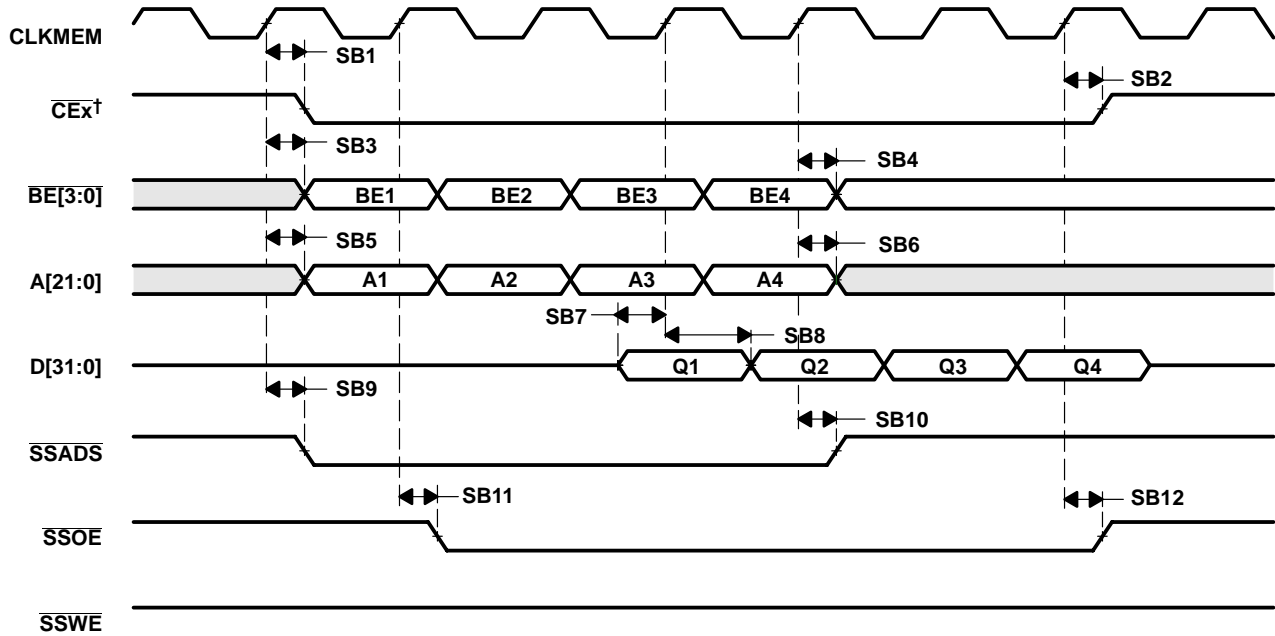 CLKMEM
SB1
SB2
CEx†
SB3
SB4
BE[3:0]
BE1 BE2 BE3 BE4
SB5
SB6
A[21:0]
A1 A2 A3 A4
SB7
SB8
D[31:0]
Q1 Q2 Q3 Q4
SB9
SB10
SSADS
SB11
SB12
SSOE
SSWE